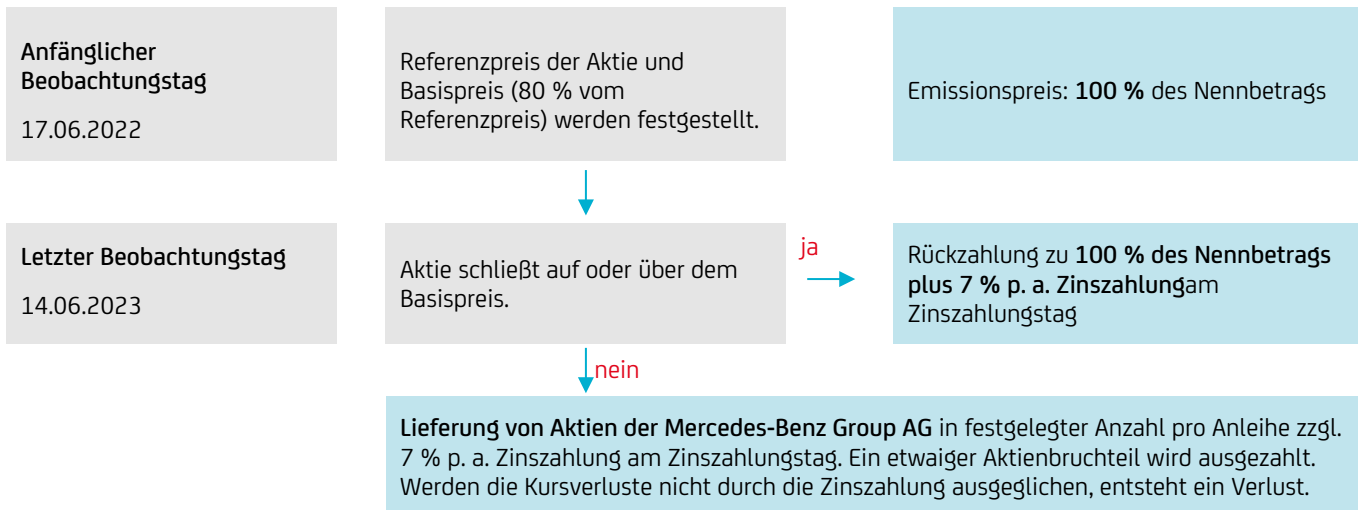 Anfänglicher
Beobachtungstag
17.06.2022
Referenzpreis der Aktie und
Basispreis (80 % vom
Referenzpreis) werden festgestellt.
Emissionspreis: 100 % des Nennbetrags
Letzter Beobachtungstag
14.06.2023
Aktie schließt auf oder über dem
Basispreis.
ja
Rückzahlung zu 100 % des Nennbetrags
plus 7 % p. a. Zinszahlungam
Zinszahlungstag
nein
Lieferung von Aktien der Mercedes-Benz Group AG in festgelegter Anzahl pro Anleihe zzgl.
7 % p. a. Zinszahlung am Zinszahlungstag. Ein etwaiger Aktienbruchteil wird ausgezahlt.
Werden die Kursverluste nicht durch die Zinszahlung ausgeglichen, entsteht ein Verlust.